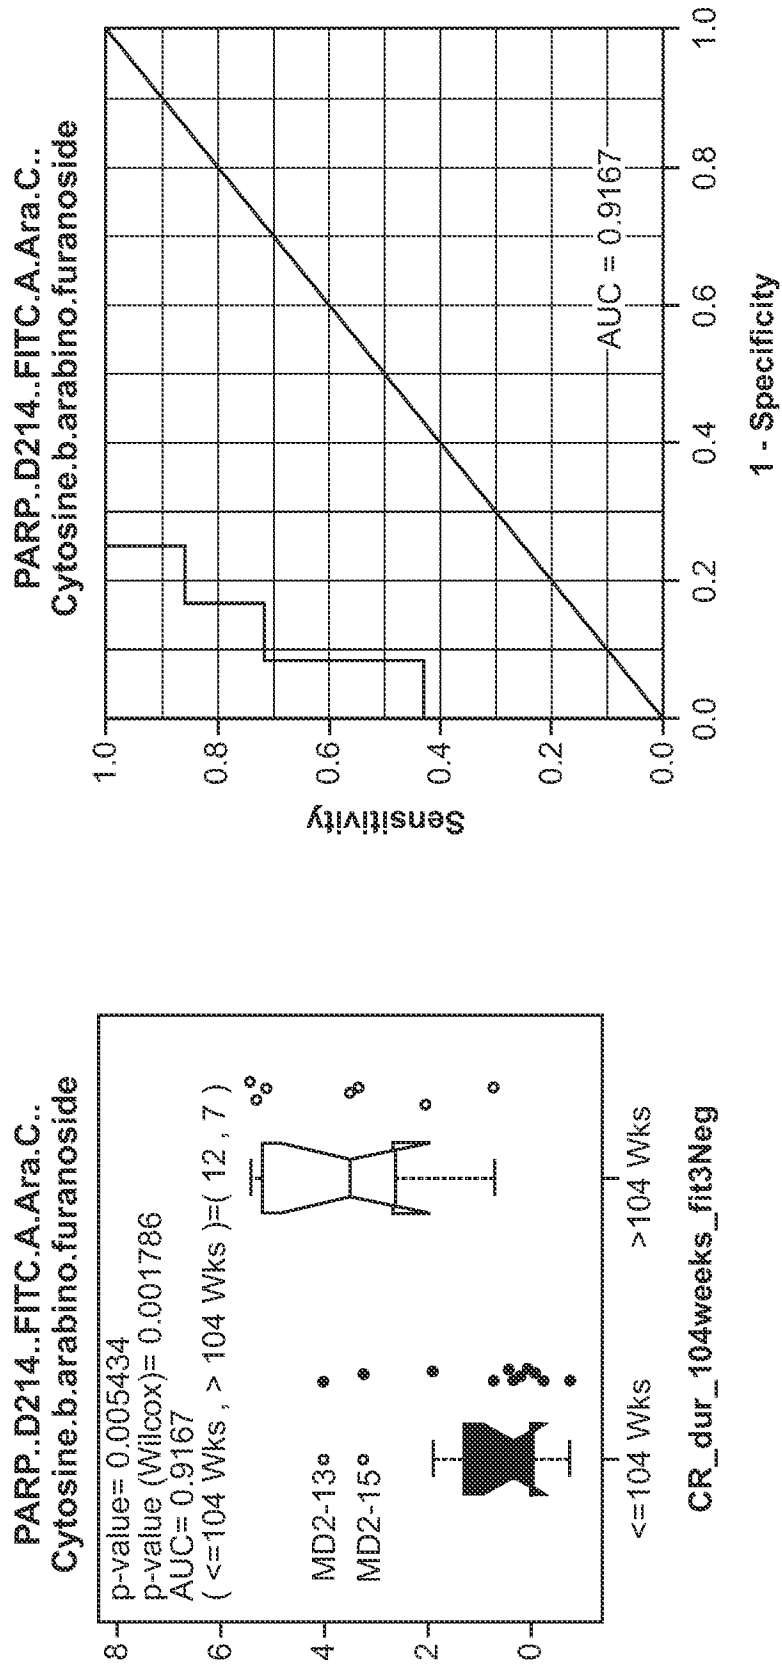 PARP..D214..FITC.A.Ara.C..
Cytosine.b.arabino.furanoside
p-value= 0.005434
p-value (Wilcox)= 0.001786
AUC= 0.9167
( <=104 Wks , > 104 Wks )=( 12 , 7 )
MD2-13
MD2-15
8
4
2
0
<=104 Wks
>104 Wks
CR_dur_104weeks_fit3Neg
PARP..D214..FITC.A.Ara.C..
Cytosine.b.arabino.furanoside
Sensitivity
1.0
0.8
0.6
0.4
0.2
0.0
AUC = 0.9167
0.0
0.2
0.4
0.6
0.8
1.0
1 - Specificity